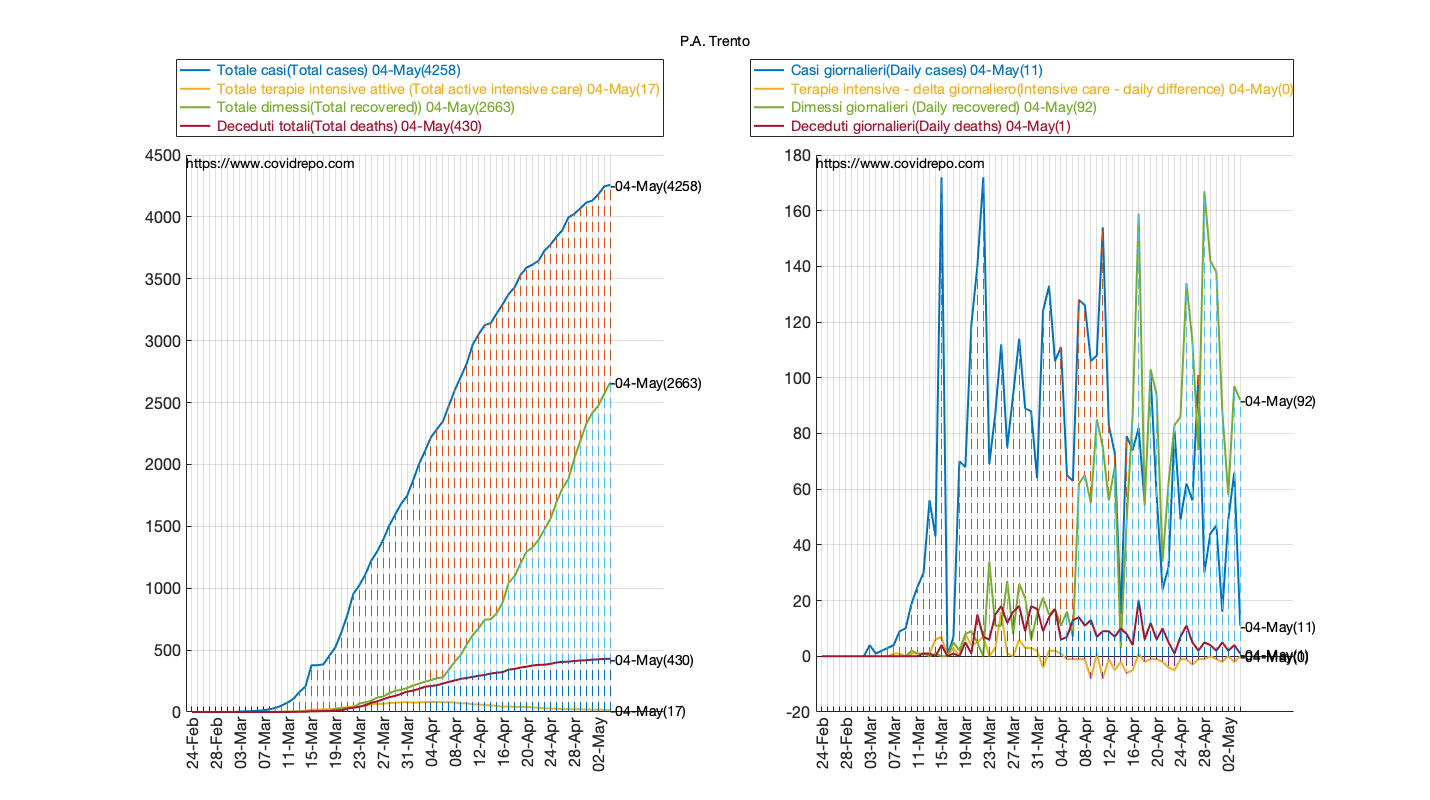 P.A. Trento
Totale casi(Total cases) 04-May(4258)
Totale terapie intensive attive (Total active intensive care) 04-May(17)
Totale dimessi(Total recovered)) 04-May(2663)
Deceduti totali(Total deaths) 04-May(430)
4500
4000
3500
3000
2500
2000
1500
1000
500
0
https://www.covidrepo.com
-04-May(4258)
-04-May(2663)
-04-May(430)
-04-May(17)
24-Feb
28-Feb
03-Mar
07-Mar
11-Mar
15-Mar
19-Mar
23-Mar
27-Mar
31-Mar
04-Apr
08-Apr
12-Apr
16-Apr
20-Apr
24-Apr
28-Apr
02-May
Casi giornalieri(Daily cases) 04-May(11)
Terapie intensive - delta giornaliero(Intensive care - daily difference) 04-May(0)
Dimessi giornalieri (Daily recovered) 04-May(92)
Deceduti giornalieri(Daily deaths) 04-May(1)
180
160
140
120
100
80
60
40
20
0
-20
https://www.covidrepo.com
-04-May(92)
-04-May(11)
-04-May(1)
-04-May(0)
24-Feb
28-Feb
03-Mar
07-Mar
11-Mar
15-Mar
19-Mar
23-Mar
27-Mar
31-Mar
04-Apr
08-Apr
12-Apr
16-Apr
20-Apr
24-Apr
28-Apr
02-May